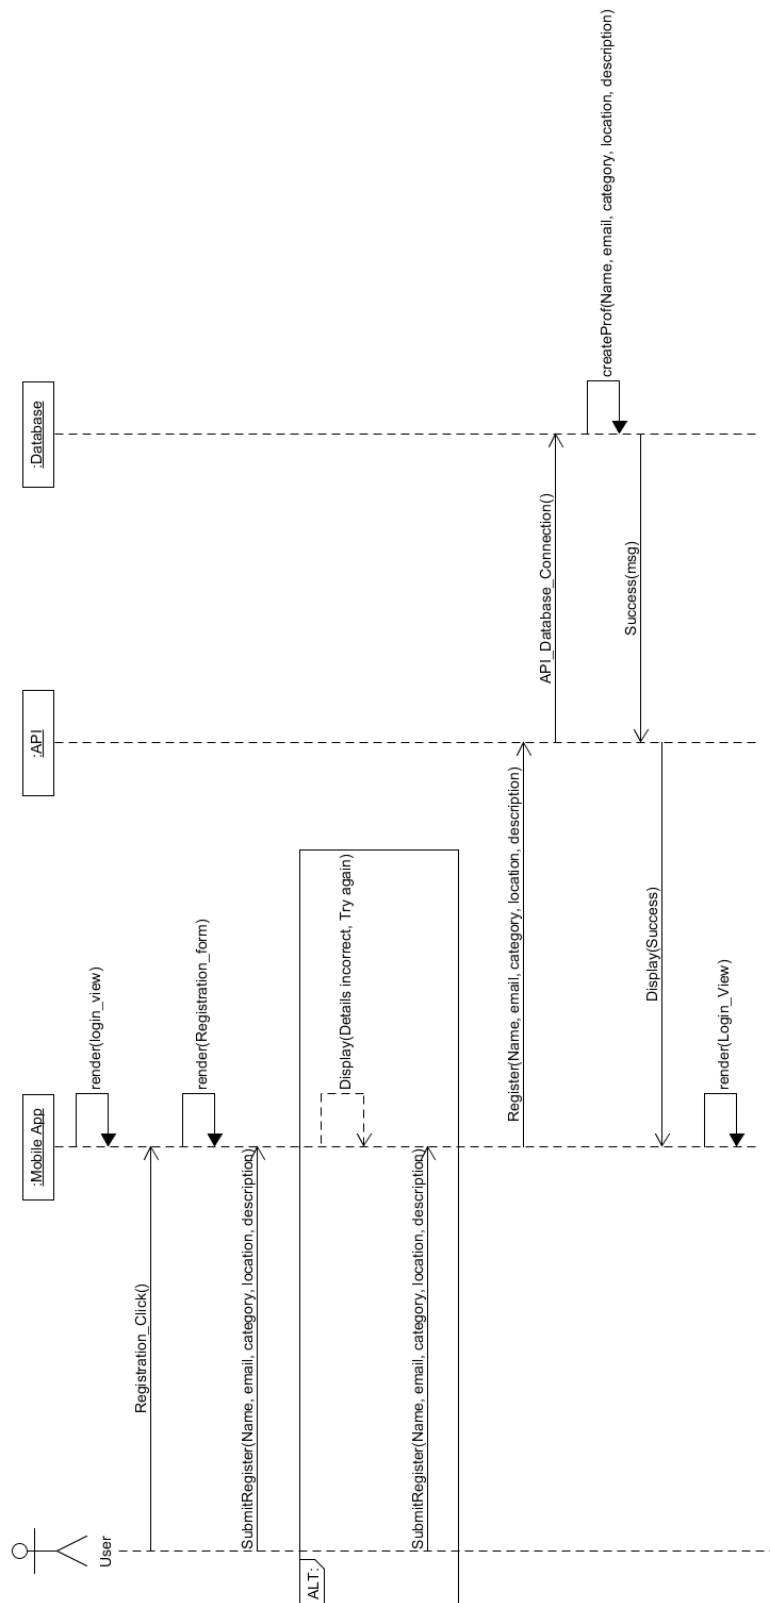 User
:Mobile App
:API
:Database
render(login_view)
Registration_Click()
render(Registration_form)
SubmitRegister(Name, email, category, location, description)
ALT:
Display(Details incorrect, Try again)
SubmitRegister(Name, email, category, location, description)
Register(Name, email, category, location, description)
API_Database_Connection()
createProf(Name, email, category, location, description)
Success(msg)
Display(Success)
render(Login_View)